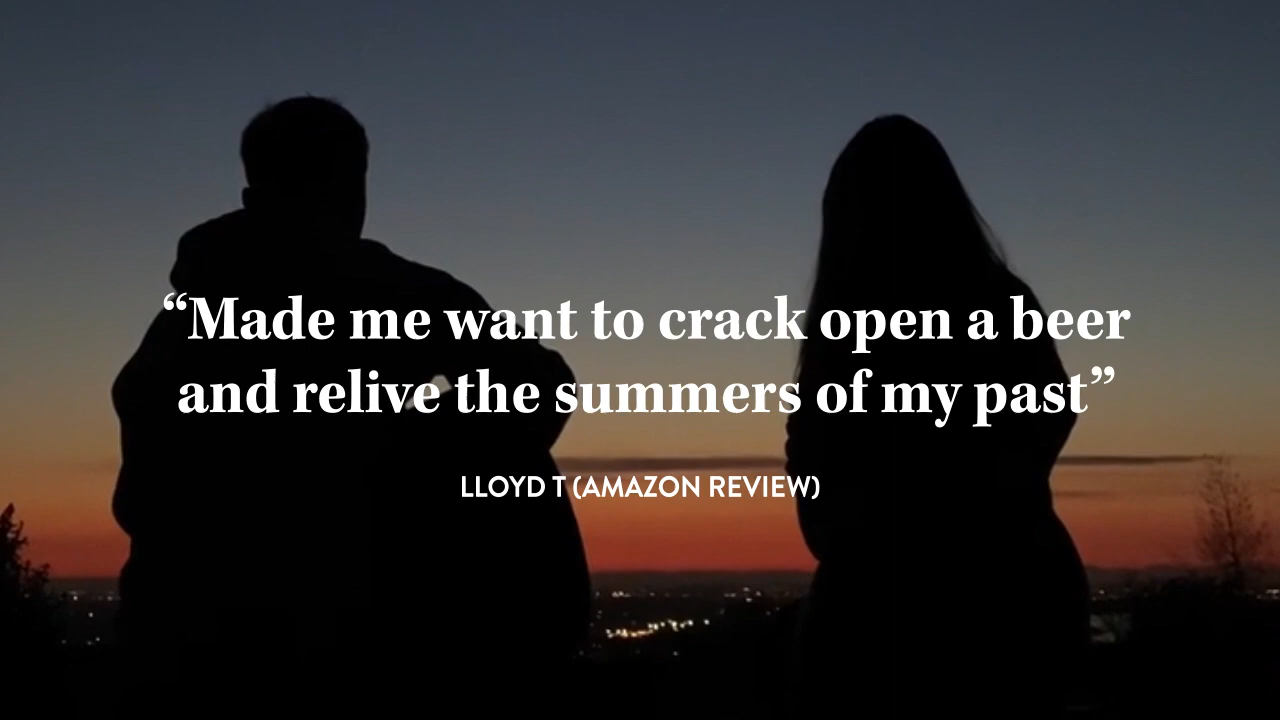 “Made me want to crack open a beer
and relive the summers of my past”
LLOYD T (AMAZON REVIEW)